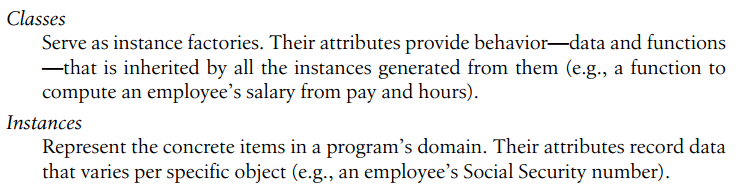 Classes
Serve as instance factories. Their attributes provide behavior—data and functions
—that is inherited by all the instances generated from them (e.g., a function to
compute an employee’s salary from pay and hours).
Instances
Represent the concrete items in a program’s domain. Their attributes record data
that varies per specific object (e.g., an employee’s Social Security number).